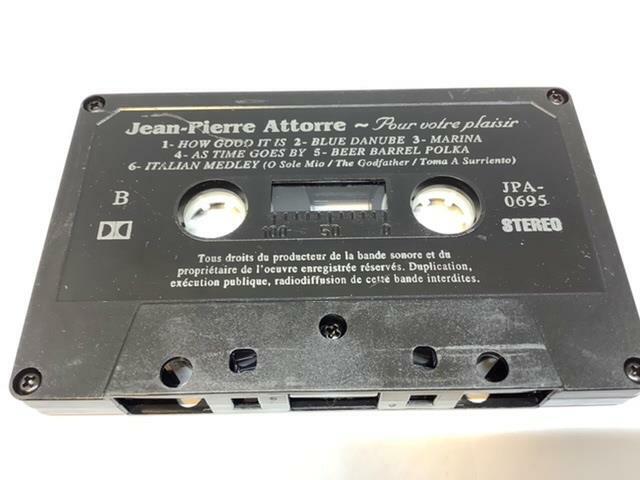 Jean-Pierre Attorre ~ Pour votre plaisir
1- HOW GOOD IT IS 2- BLUE DANUBE 3- MARINA
4- AS TIME GOES BY 5- BEER BARREL POLKA
6- ITALIAN MEDLEY (O Sole Mio / The Godfather / Toma A Surriento)
B
JPA-
0695
STEREO
100 50 0
Tous droits du producteur de la bande sonore et du
propriétaire de l'oeuvre enregistrée réservés. Duplication,
exécution publique, radiodiffusion de cette bande interdites.